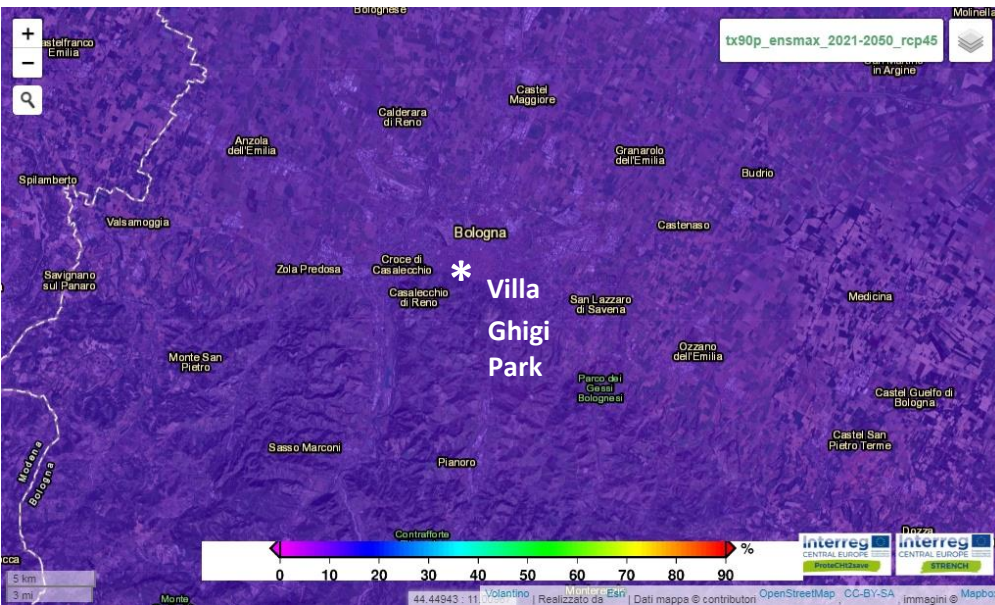 Bolognese
Molinella
+
−
astelfranco
Emilia
tx90p_ensmax_2021-2050_rcp45
San Martino
in Argine
Castel
Maggiore
Calderara
di Reno
Anzola
dell'Emilia
Granarolo
dell'Emilia
Budrio
Spilamberto
Valsamoggia
Castenaso
Bologna
Croce di
Casalecchio
Zola Predosa
*
Villa
Ghigi
Park
Savignano
sul Panaro
Casalecchio
di Reno
San Lazzaro
di Savena
Medicina
Monte San
Pietro
Ozzano
dell'Emilia
Parco dei
Gessi
Bolognesi
Castel Guelfo di
Bologna
Castel San
Pietro Terme
Sasso Marconi
Pianoro
Modena
Bologna
Contrafforte
Dozza
occa
%
0 10 20 30 40 50 60 70 80 90
Interreg
CENTRAL EUROPE
ProteCHt2save
Interreg
CENTRAL EUROPE
STRENCH
5 km
3 mi
Monte
44.44943 : 11.
Volantino | Realizzato da Esri | Dati mappa © contributori OpenStreetMap CC-BY-SA , immagini © Mapbox